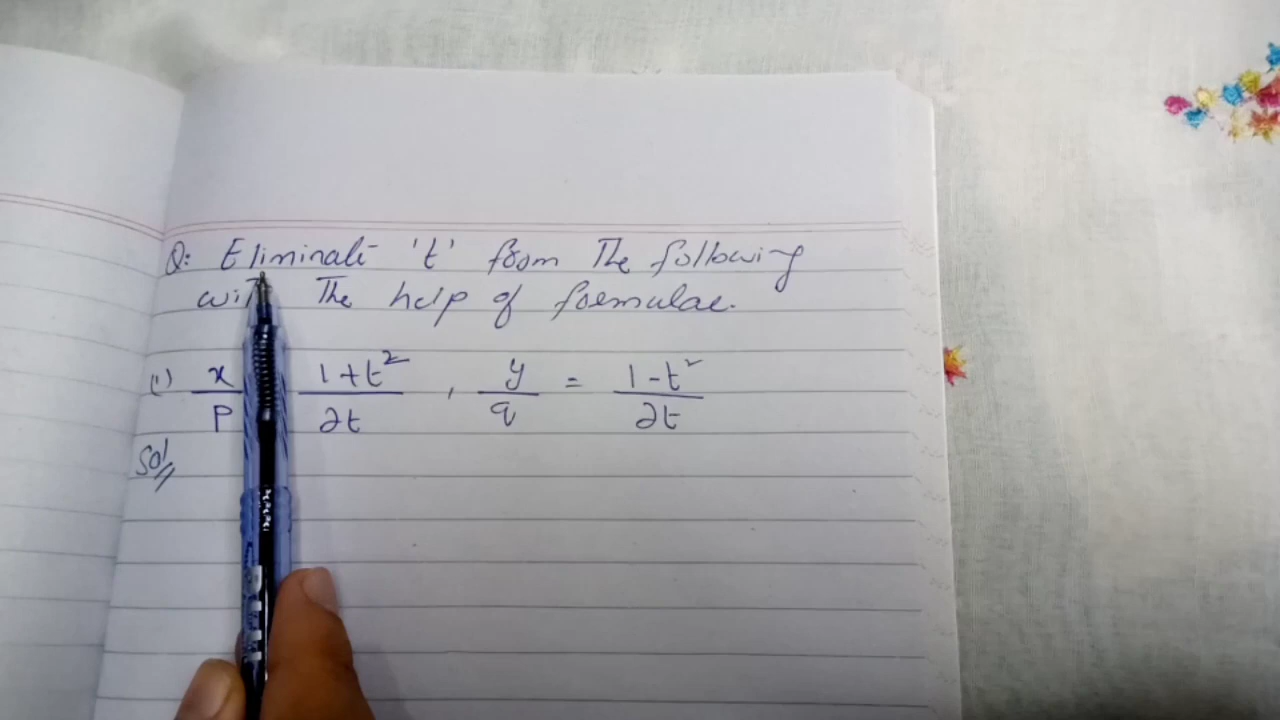 Q: Eliminate 't' from The following
with The help of formulae.
(1) x/P 1+t²/2t , y/q = 1-t²/2t
Sol